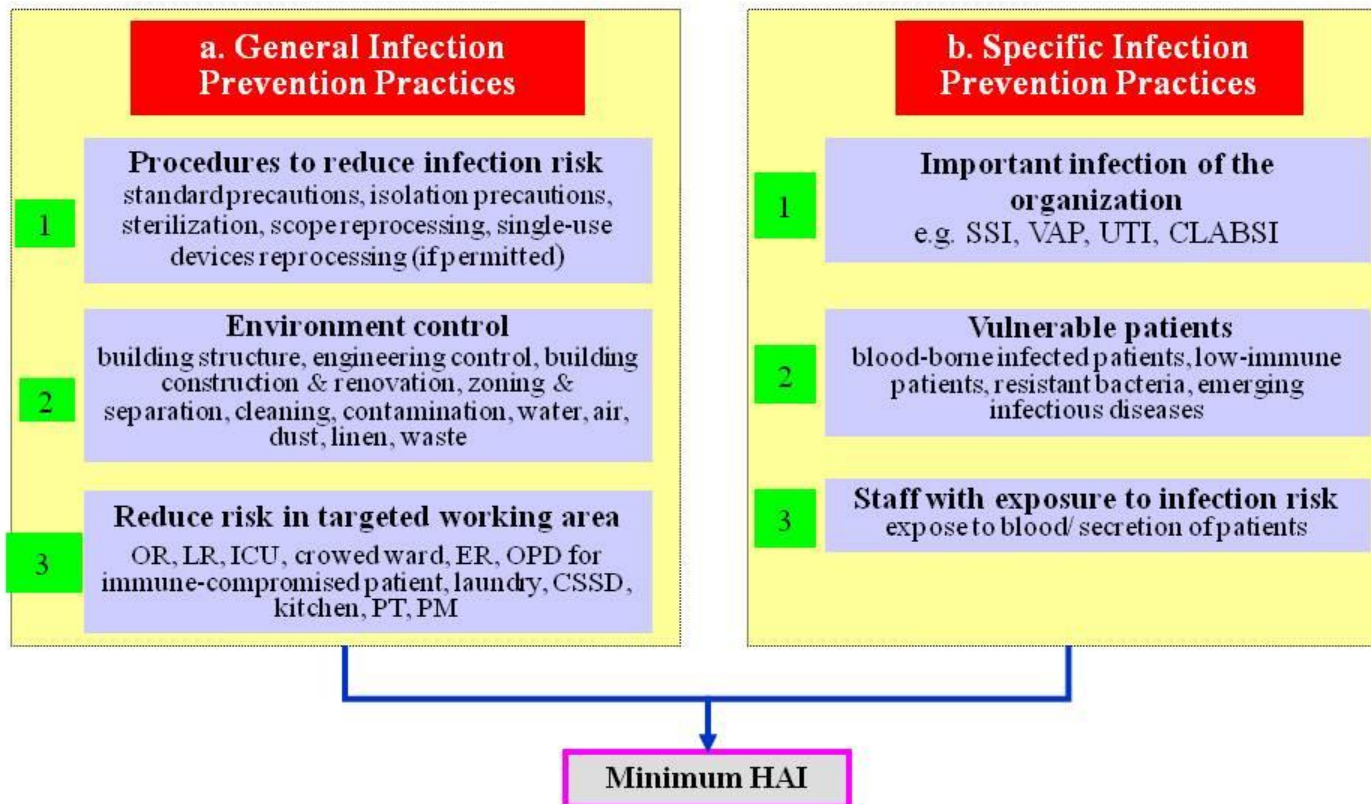 a. General Infection
Prevention Practices
1
Procedures to reduce infection risk
standard precautions, isolation precautions,
sterilization, scope reprocessing, single-use
devices reprocessing (if permitted)
2
Environment control
building structure, engineering control, building
construction & renovation, zoning &
separation, cleaning, contamination, water, air,
dust, linen, waste
3
Reduce risk in targeted working area
OR, LR, ICU, crowed ward, ER, OPD for
immune-compromised patient, laundry, CSSD,
kitchen, PT, PM
b. Specific Infection
Prevention Practices
1
Important infection of the
organization
e.g. SSI, VAP, UTI, CLABSI
2
Vulnerable patients
blood-borne infected patients, low-immune
patients, resistant bacteria, emerging
infectious diseases
3
Staff with exposure to infection risk
expose to blood/ secretion of patients
Minimum HAI